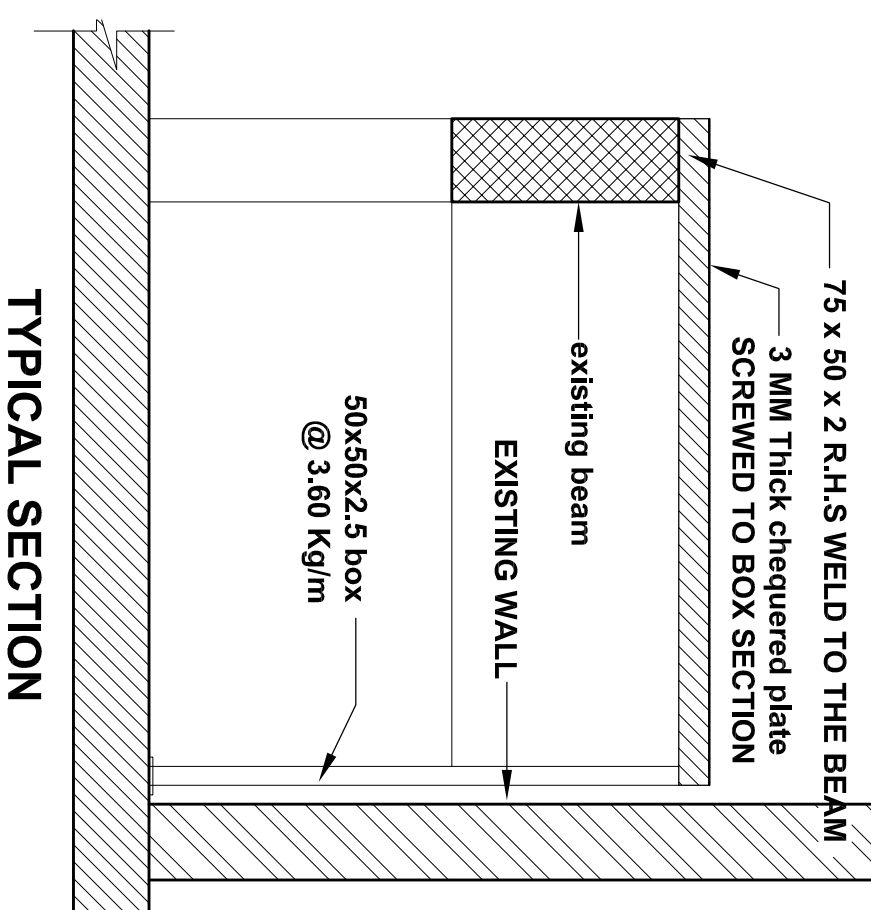 75 x 50 x 2 R.H.S WELD TO THE BEAM
3 MM Thick chequered plate
SCREWED TO BOX SECTION
existing beam
EXISTING WALL
50x50x2.5 box
@ 3.60 Kg/m
TYPICAL SECTION